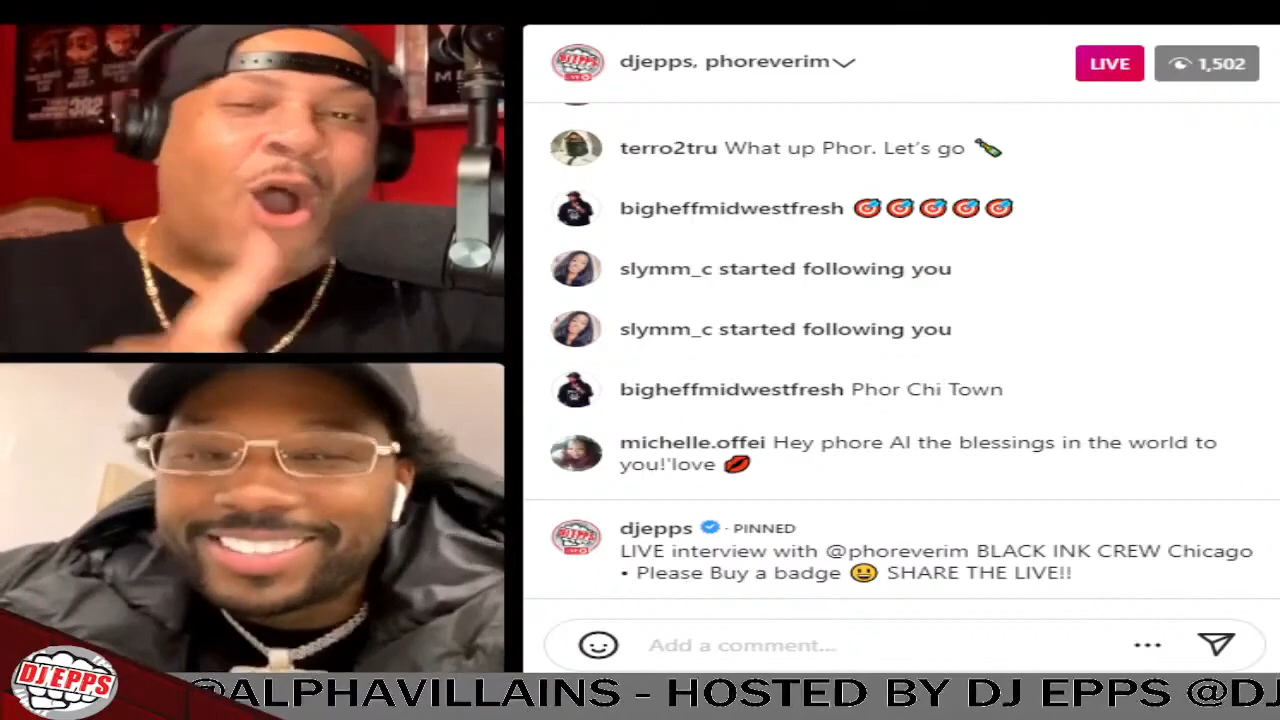 djepps, phoreverim
LIVE
1,502
terro2tru What up Phor. Let's go
bigheffmidwestfresh
slymm_c started following you
slymm_c started following you
bigheffmidwestfresh Phor Chi Town
michelle.offei Hey phore Al the blessings in the world to
you!'love
djepps · PINNED
LIVE interview with @phoreverim BLACK INK CREW Chicago
• Please Buy a badge 😃 SHARE THE LIVE!!
Add a comment...
DJ EPPS
@ALPHAVILLAINS - HOSTED BY DJ EPPS @DJ